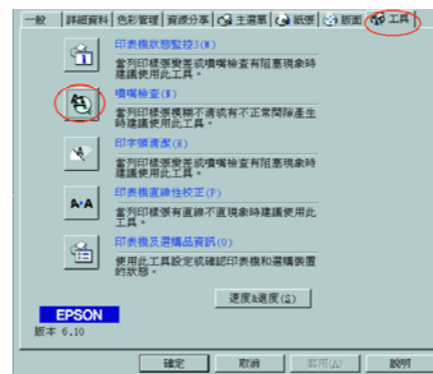 一般 詳細資料 色彩管理 資源分享 主選單 紙張 版面 工具
印表機狀態監控3(M)
當列印樣張變差或噴嘴檢查有阻塞現象時
建議使用此工具。
噴嘴檢查(N)
當列印樣張模糊不清或有不正常間隙產生
時建議使用此工具。
印字頭清潔(H)
當列印樣張變差或噴嘴檢查有阻塞現象時
建議使用此工具。
印表機直線性校正(P)
當列印樣張有直線不直現象時建議使用此
工具。
印表機及選購品資訊(O)
使用此工具設定或確認印表機和選購裝置
的狀態。
速度&進度(S)
EPSON
版本 6.10
確定 取消 套用(A) 說明